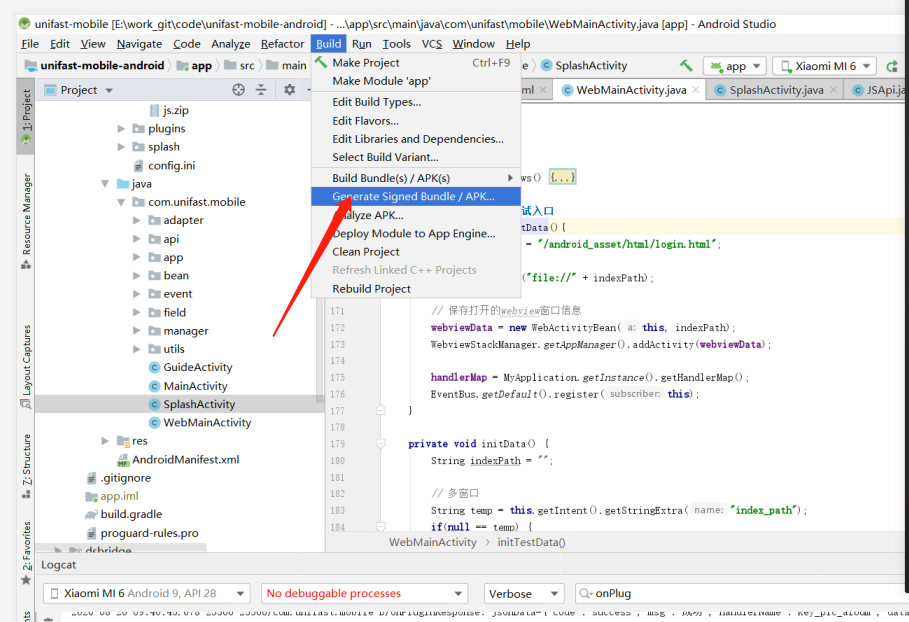 unifast-mobile [E:\work_git\code\unifast-mobile-android] - ...\app\src\main\java\com\unifast\mobile\WebMainActivity.java [app] - Android Studio
File Edit View Navigate Code Analyze Refactor Build Run Tools VCS Window Help
unifast-mobile-android app src main e SplashActivity app Xiaomi MI 6
Make Project Ctrl+F9
Make Module 'app'
Edit Build Types...
Edit Flavors...
Edit Libraries and Dependencies...
Select Build Variant...
Build Bundle(s) / APK(s)
Generate Signed Bundle / APK...
alyze APK...
Deploy Module to App Engine...
Clean Project
Refresh Linked C++ Projects
Rebuild Project
1: Project
Resource Manager
Layout Captures
Z: Structure
2: Favorites
Project
js.zip
plugins
splash
config.ini
java
com.unifast.mobile
adapter
api
app
bean
event
field
manager
utils
GuideActivity
MainActivity
SplashActivity
WebMainActivity
res
AndroidManifest.xml
.gitignore
app.iml
build.gradle
proguard-rules.pro
dsbridge
ml WebMainActivity.java SplashActivity.java JSApi.ja
ws() {...}
试入口
tData(){
= "/android_asset/html/login.html";
("file://" + indexPath);
171 // 保存打开的webview窗口信息
172 webviewData = new WebActivityBean( a: this, indexPath);
173 WebviewStackManager.getAppManager().addActivity(webviewData);
174
175 handlerMap = MyApplication.getInstance().getHandlerMap();
176 EventBus.getDefault().register( subscriber: this);
177 }
178
179 private void initData() {
180 String indexPath = "";
181
182 // 多窗口
183 String temp = this.getIntent().getStringExtra( name: "index_path");
184 if(null == temp) {
WebMainActivity › initTestData()
Logcat
Xiaomi MI 6 Android 9, API 28 No debuggable processes Verbose onPlug